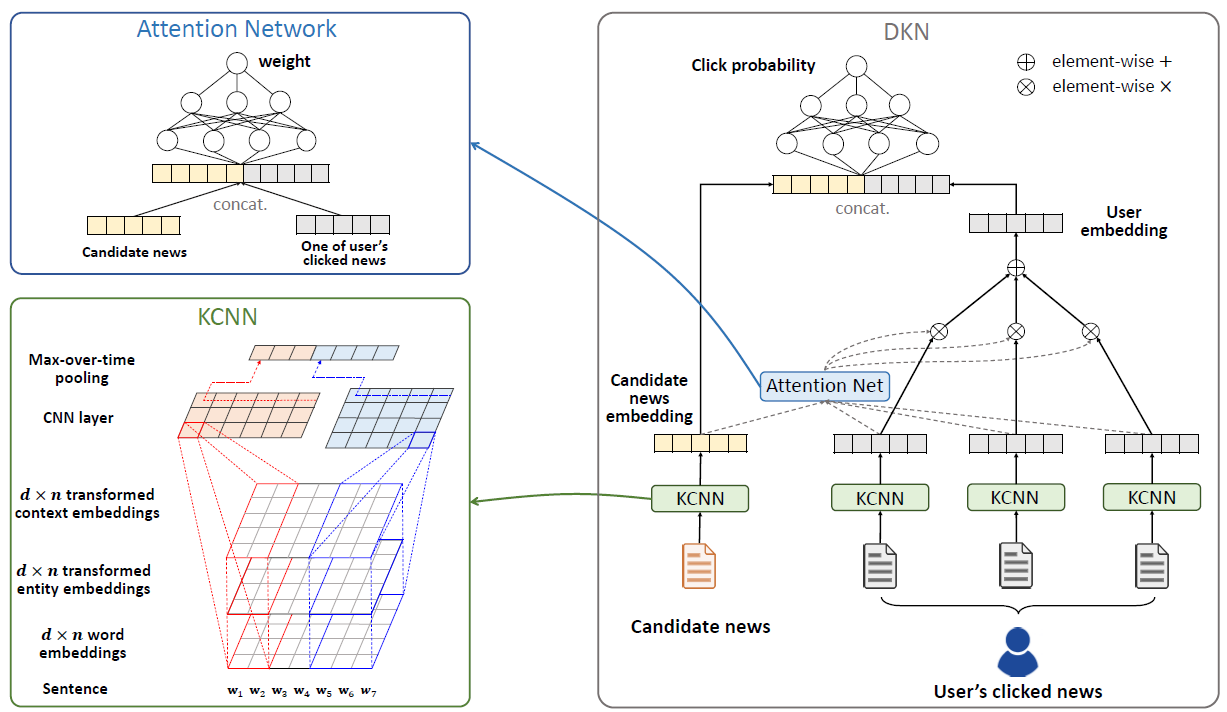 Attention Network
weight
concat.
Candidate news
One of user's
clicked news
KCNN
Max-over-time
pooling
CNN layer
d × n transformed
context embeddings
d × n transformed
entity embeddings
d × n word
embeddings
Sentence
w₁ w₂ w₃ w₄ w₅ w₆ w₇
DKN
Click probability
element-wise +
element-wise ×
concat.
User
embedding
Attention Net
Candidate
news
embedding
KCNN
KCNN
KCNN
KCNN
Candidate news
User's clicked news